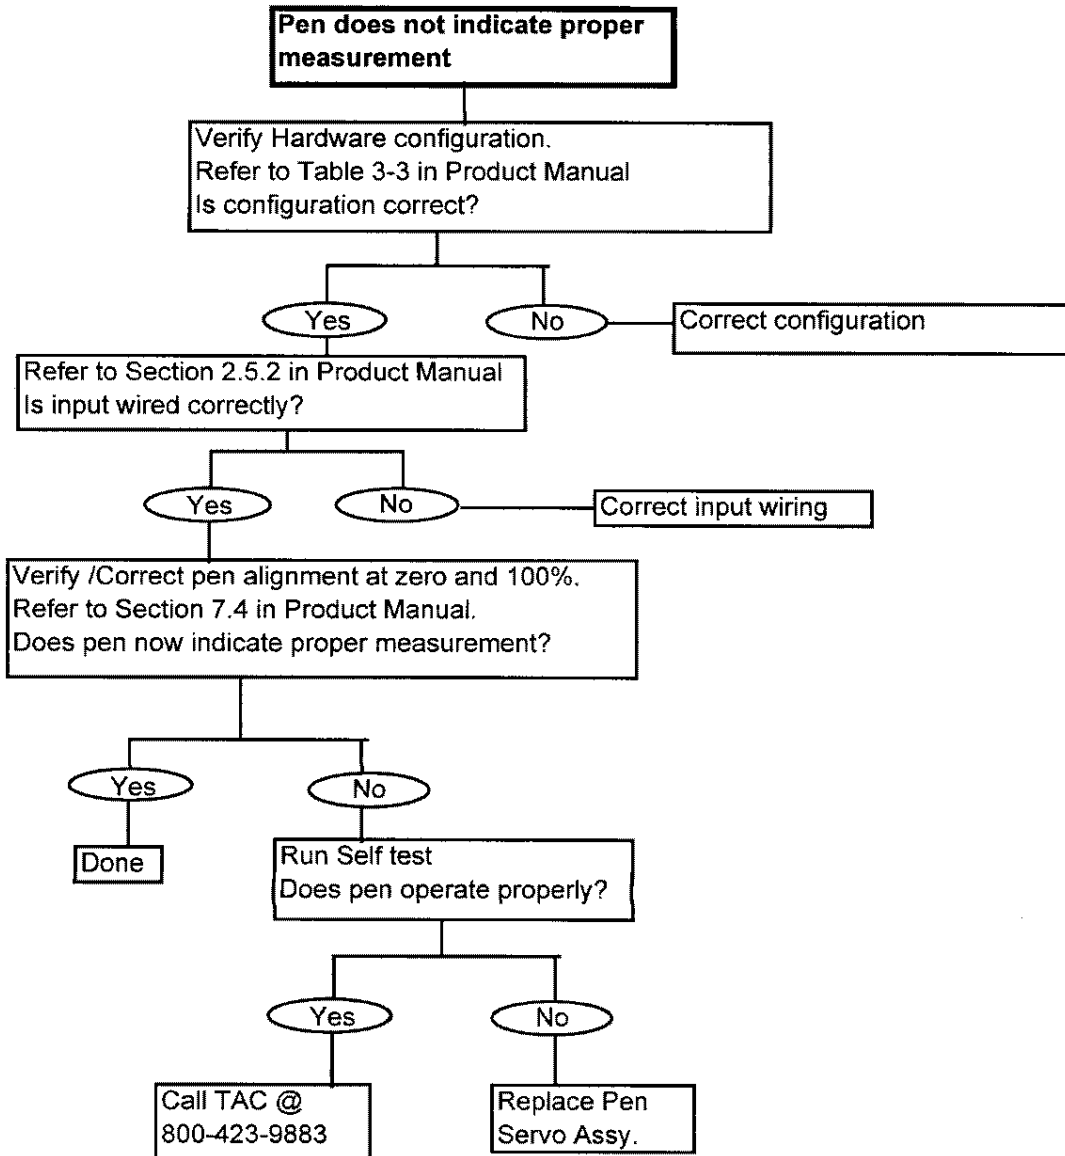 Pen does not indicate proper
measurement
Verify Hardware configuration.
Refer to Table 3-3 in Product Manual
Is configuration correct?
Yes
No
Correct configuration
Refer to Section 2.5.2 in Product Manual
Is input wired correctly?
Yes
No
Correct input wiring
Verify /Correct pen alignment at zero and 100%.
Refer to Section 7.4 in Product Manual.
Does pen now indicate proper measurement?
Yes
No
Done
Run Self test
Does pen operate properly?
Yes
No
Call TAC @
800-423-9883
Replace Pen
Servo Assy.